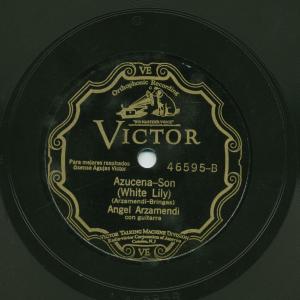 VE
Orthophonic Recording
"HIS MASTER'S VOICE"
VICTOR
Para mejores resultados
Úsense Agujas Victor
46595-B
Azucena-Son
(White Lily)
(Arzamendi-Bringas)
Angel Arzamendi
con guitarra
VICTOR TALKING MACHINE DIVISION
Radio-Victor Corporation of America
Camden, N.J.
VE